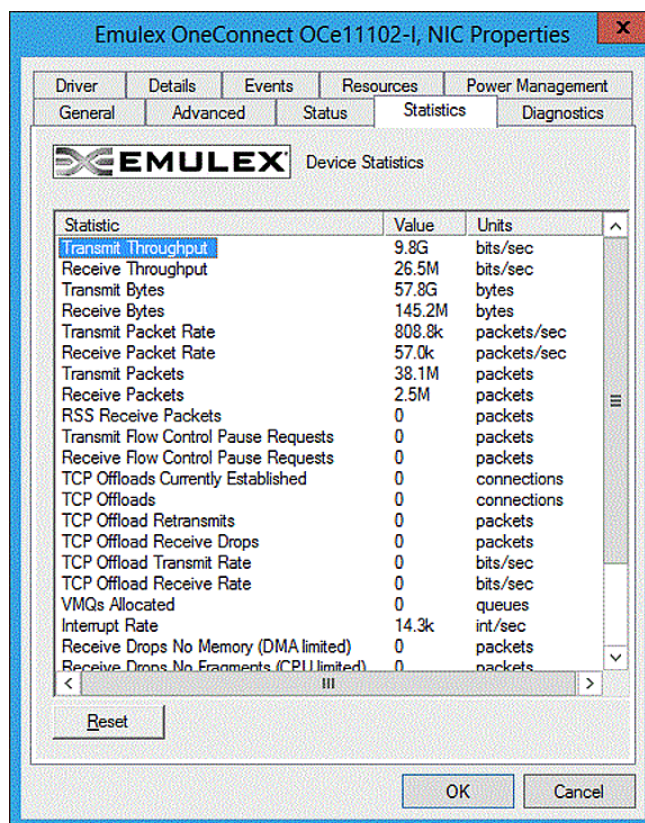 Emulex OneConnect OCe11102-I, NIC Properties x
Driver Details Events Resources Power Management
General Advanced Status Statistics Diagnostics
EMULEX Device Statistics
Statistic Value Units
Transmit Throughput 9.8G bits/sec
Receive Throughput 26.5M bits/sec
Transmit Bytes 57.8G bytes
Receive Bytes 145.2M bytes
Transmit Packet Rate 808.8k packets/sec
Receive Packet Rate 57.0k packets/sec
Transmit Packets 38.1M packets
Receive Packets 2.5M packets
RSS Receive Packets 0 packets
Transmit Flow Control Pause Requests 0 packets
Receive Flow Control Pause Requests 0 packets
TCP Offloads Currently Established 0 connections
TCP Offloads 0 connections
TCP Offload Retransmits 0 packets
TCP Offload Receive Drops 0 packets
TCP Offload Transmit Rate 0 bits/sec
TCP Offload Receive Rate 0 bits/sec
VMQs Allocated 0 queues
Interrupt Rate 14.3k int/sec
Receive Drops No Memory (DMA limited) 0 packets
Receive Drops No Fragments (CPU limited) 0 packets
Reset
OK Cancel